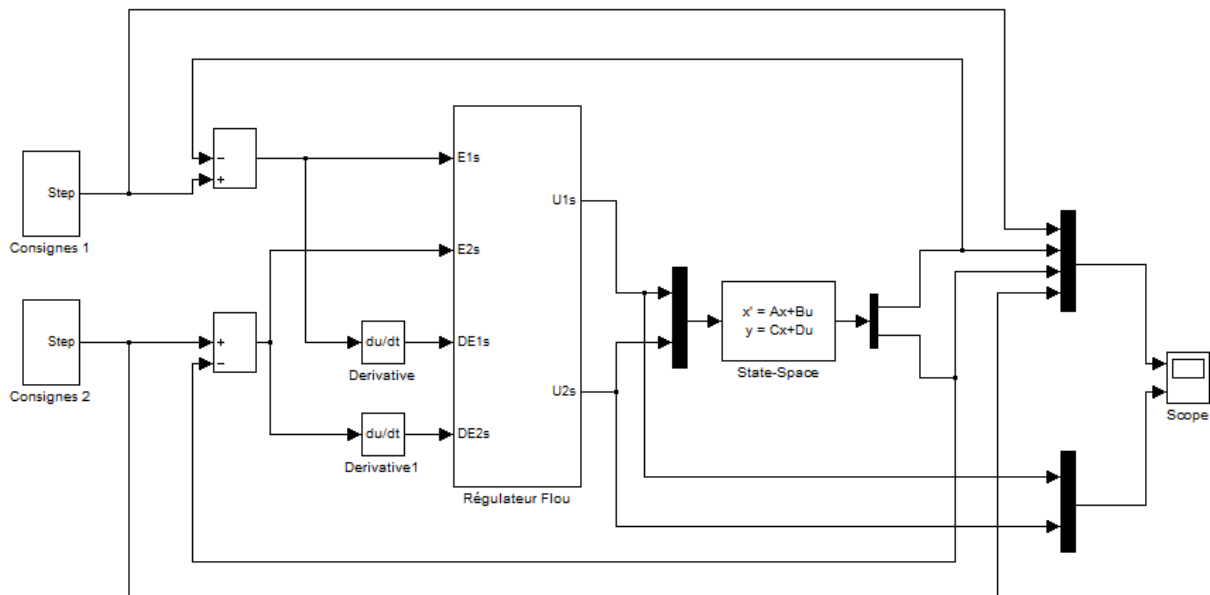 Step
Consignes 1
Step
Consignes 2
−
+
+
−
du/dt
Derivative
du/dt
Derivative1
E1s
E2s
DE1s
DE2s
U1s
U2s
Régulateur Flou
x' = Ax+Bu
y = Cx+Du
State-Space
Scope